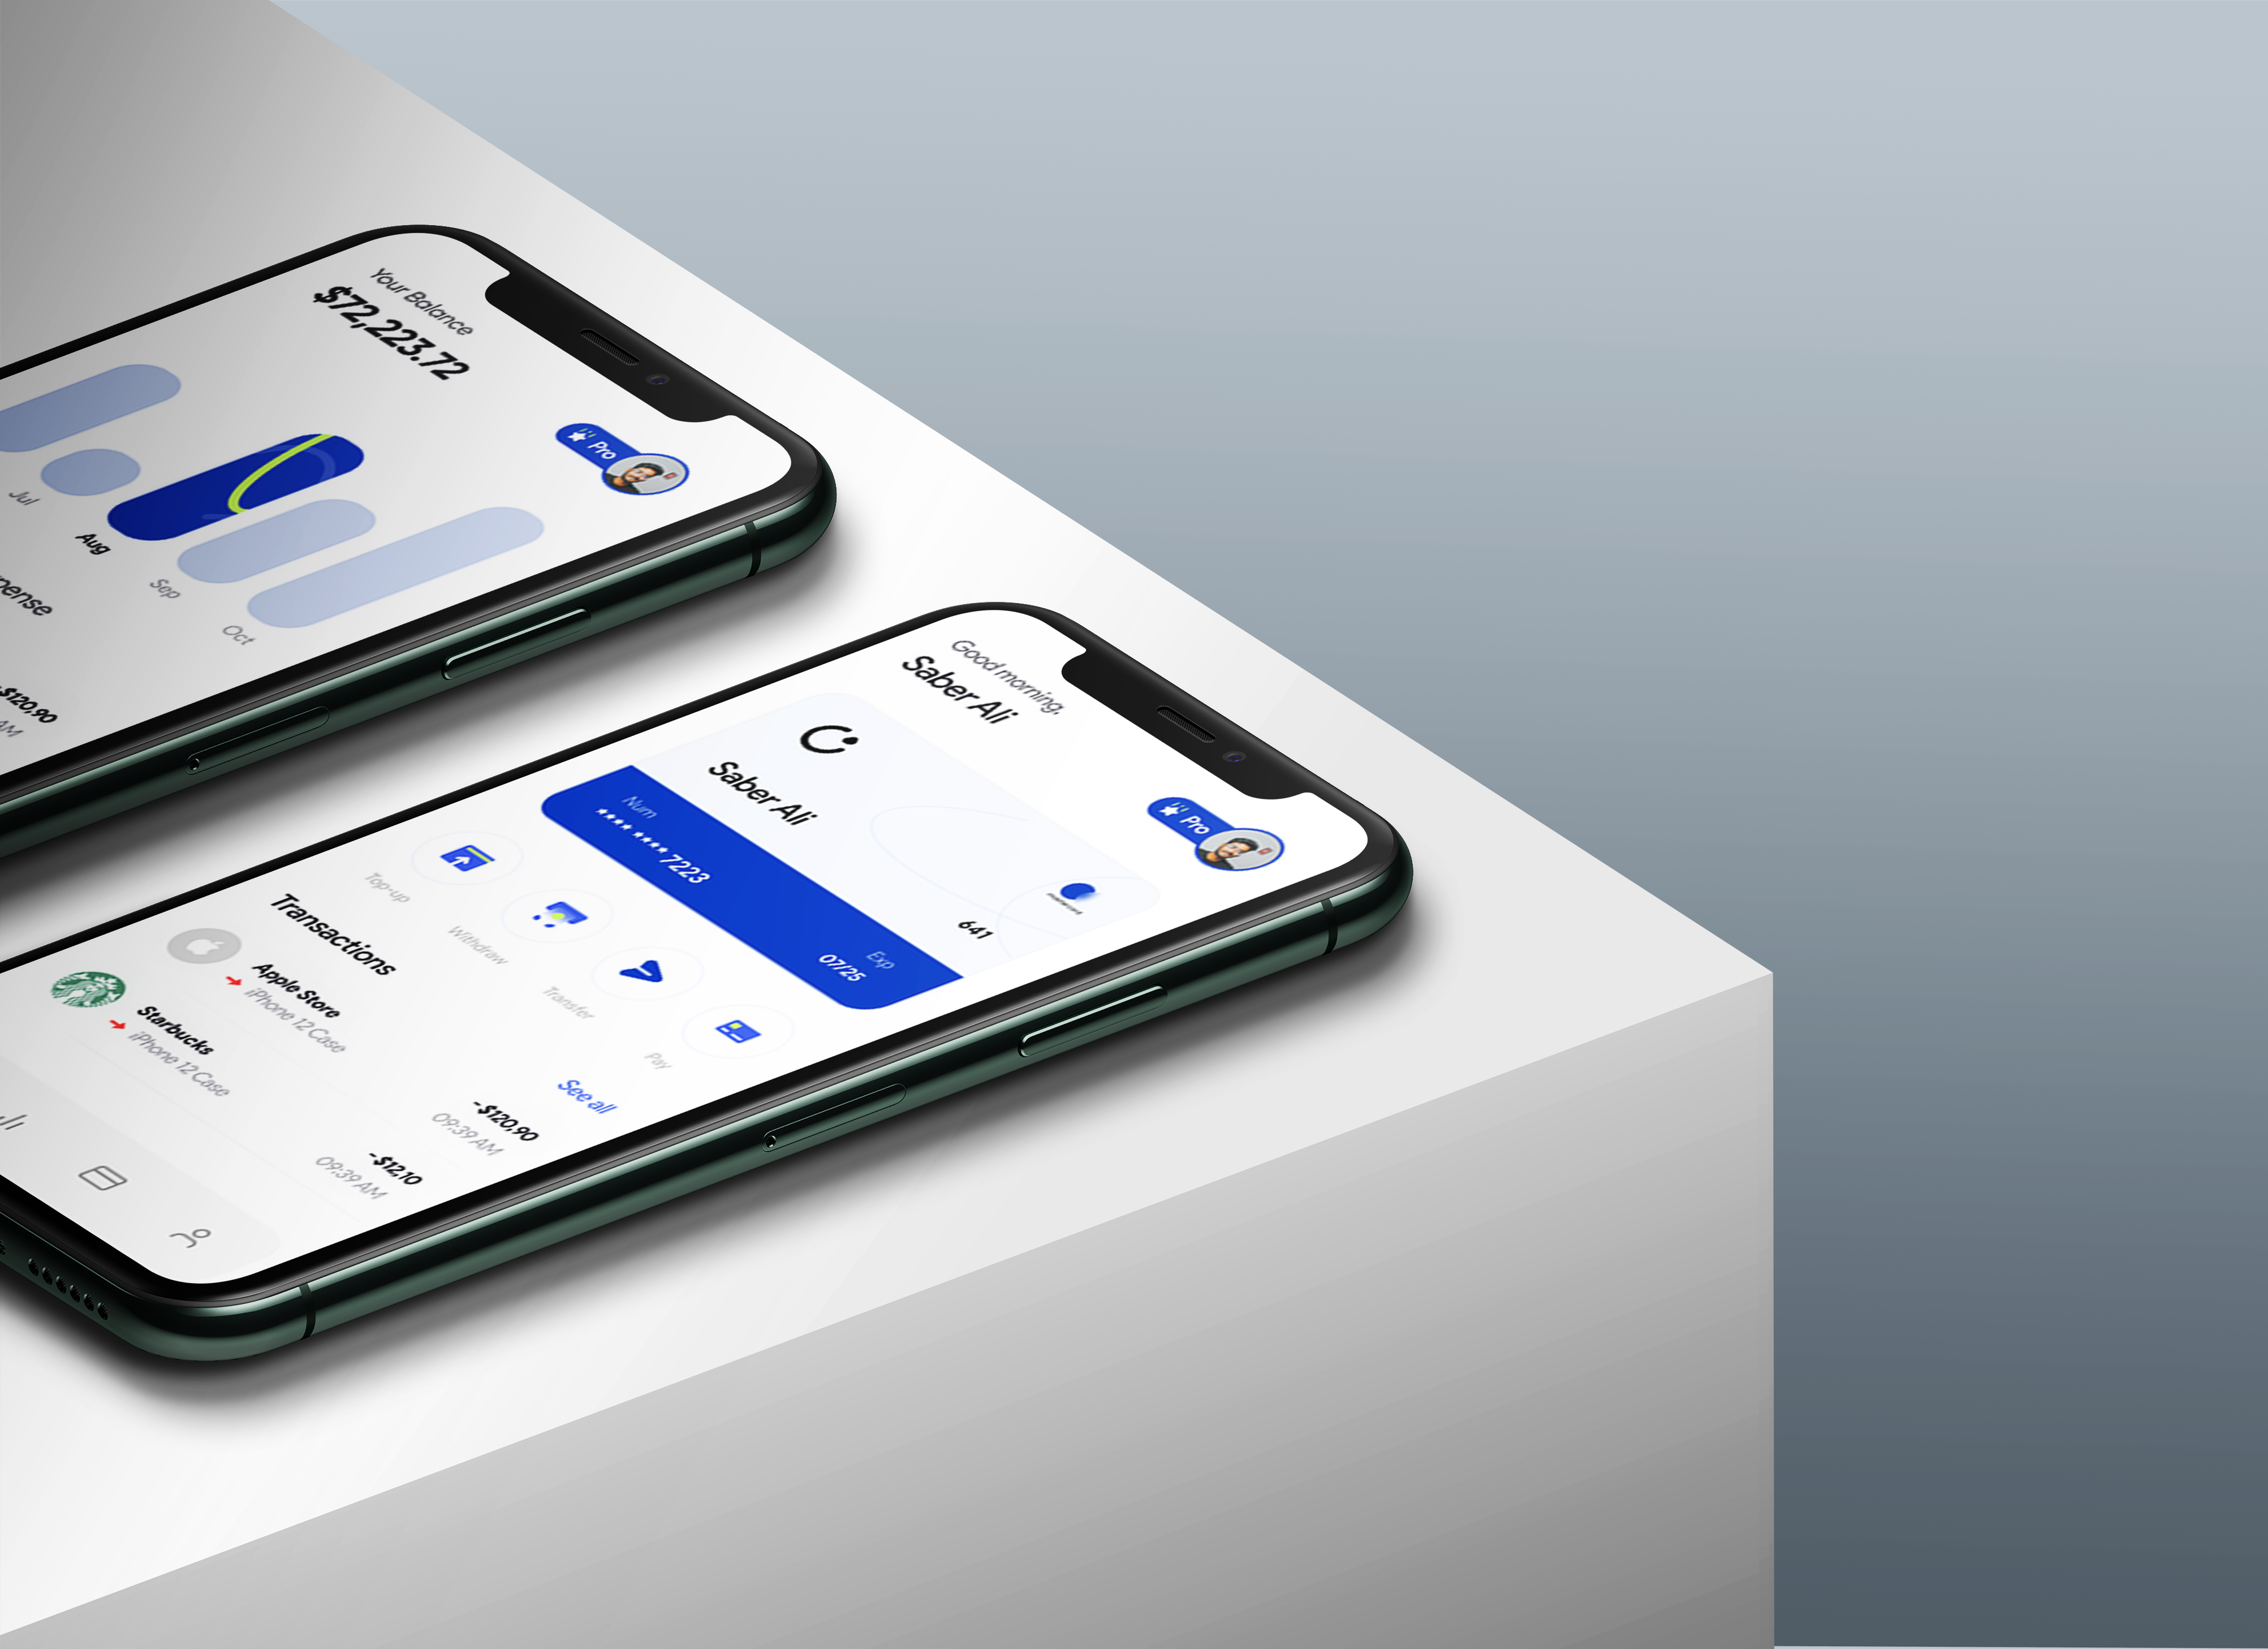 Your Balance
$72,223.72
Pro
Jul
Aug
Sep
Oct
-$120,90
AM
Good morning,
Saber Ali
Pro
Saber Ali
641
Num
******** 7223
Exp
07/25
Top-up
Withdraw
Transfer
Pay
Transactions
See all
Apple Store
iPhone 12 Case
-$120,90
09:39 AM
Starbucks
iPhone 12 Case
-$12,10
09:39 AM